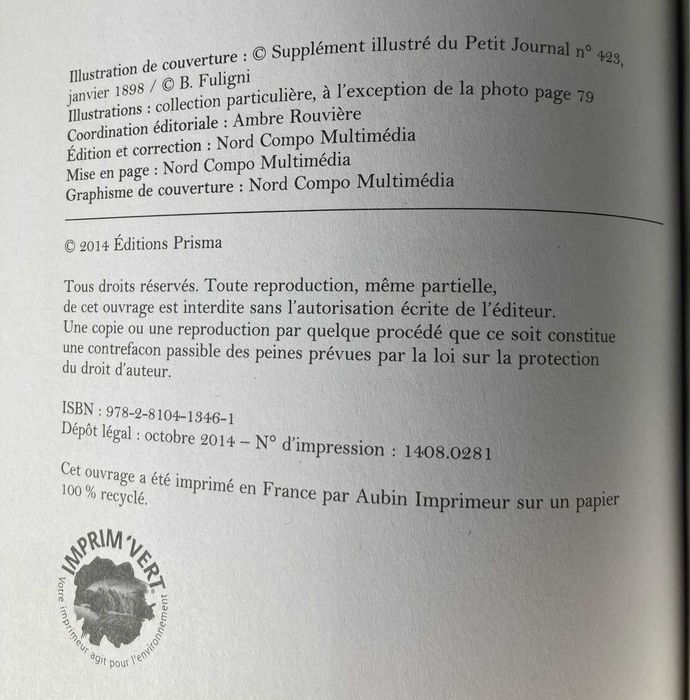 Illustration de couverture : © Supplément illustré du Petit Journal n° 423,
janvier 1898 / © B. Fuligni
Illustrations : collection particulière, à l'exception de la photo page 79
Coordination éditoriale : Ambre Rouvière
Édition et correction : Nord Compo Multimédia
Mise en page : Nord Compo Multimédia
Graphisme de couverture : Nord Compo Multimédia
© 2014 Éditions Prisma
Tous droits réservés. Toute reproduction, même partielle,
de cet ouvrage est interdite sans l'autorisation écrite de l'éditeur.
Une copie ou une reproduction par quelque procédé que ce soit constitue
une contrefacon passible des peines prévues par la loi sur la protection
du droit d'auteur.
ISBN : 978-2-8104-1346-1
Dépôt légal : octobre 2014 – N° d'impression : 1408.0281
Cet ouvrage a été imprimé en France par Aubin Imprimeur sur un papier
100 % recyclé.
IMPRIM'VERT®
Votre imprimeur agit pour l'environnement